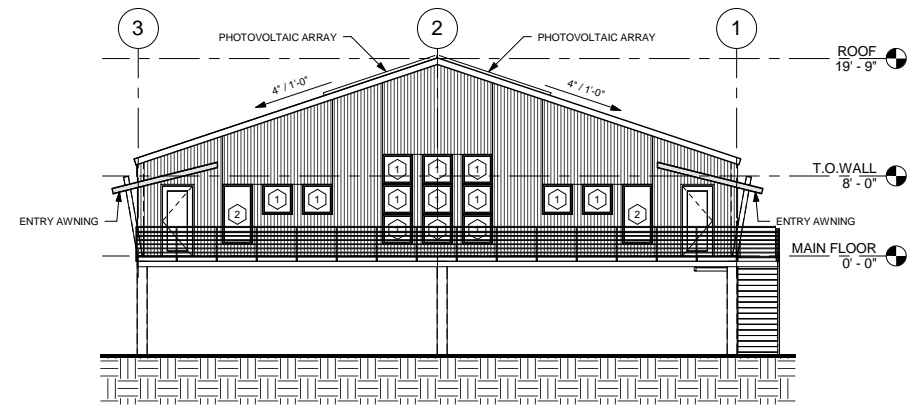 3
2
1
PHOTOVOLTAIC ARRAY
PHOTOVOLTAIC ARRAY
ROOF
19' - 9"
4" / 1'-0"
4" / 1'-0"
1
1
1
T.O.WALL
8' - 0"
2
1
1
1
1
1
1
1
2
ENTRY AWNING
ENTRY AWNING
1
1
1
MAIN FLOOR
0' - 0"